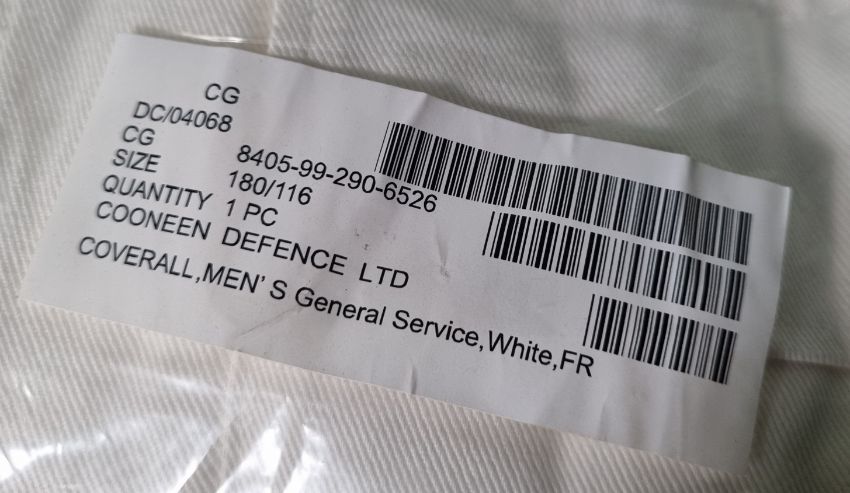 CG
DC/04068
CG 8405-99-290-6526
SIZE 180/116
QUANTITY 1 PC
COONEEN DEFENCE LTD
COVERALL,MEN' S General Service,White,FR